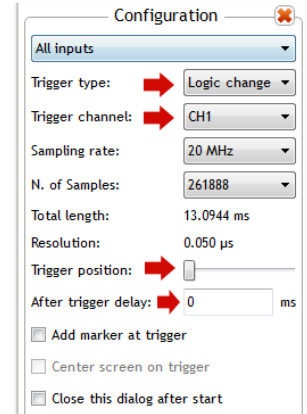 Configuration
All inputs
Trigger type: Logic change
Trigger channel: CH1
Sampling rate: 20 MHz
N. of Samples: 261888
Total length: 13.0944 ms
Resolution: 0.050 µs
Trigger position:
After trigger delay: 0 ms
Add marker at trigger
Center screen on trigger
Close this dialog after start